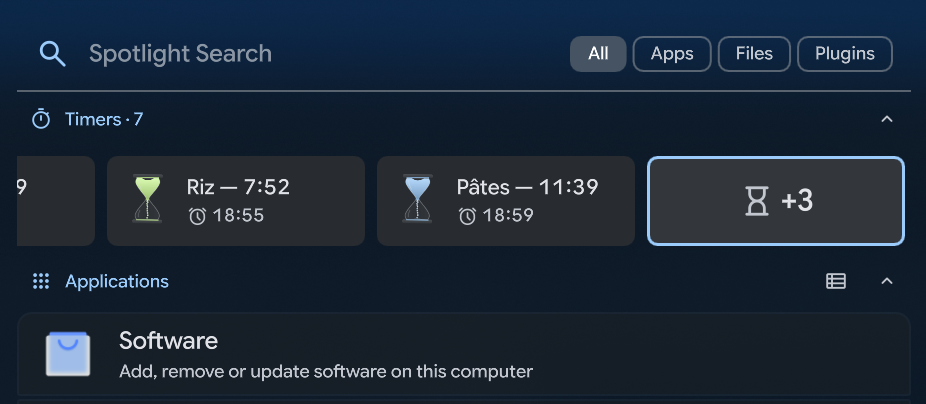 Spotlight Search
All
Apps
Files
Plugins
Timers · 7
9
Riz — 7:52
18:55
Pâtes — 11:39
18:59
+3
Applications
Software
Add, remove or update software on this computer